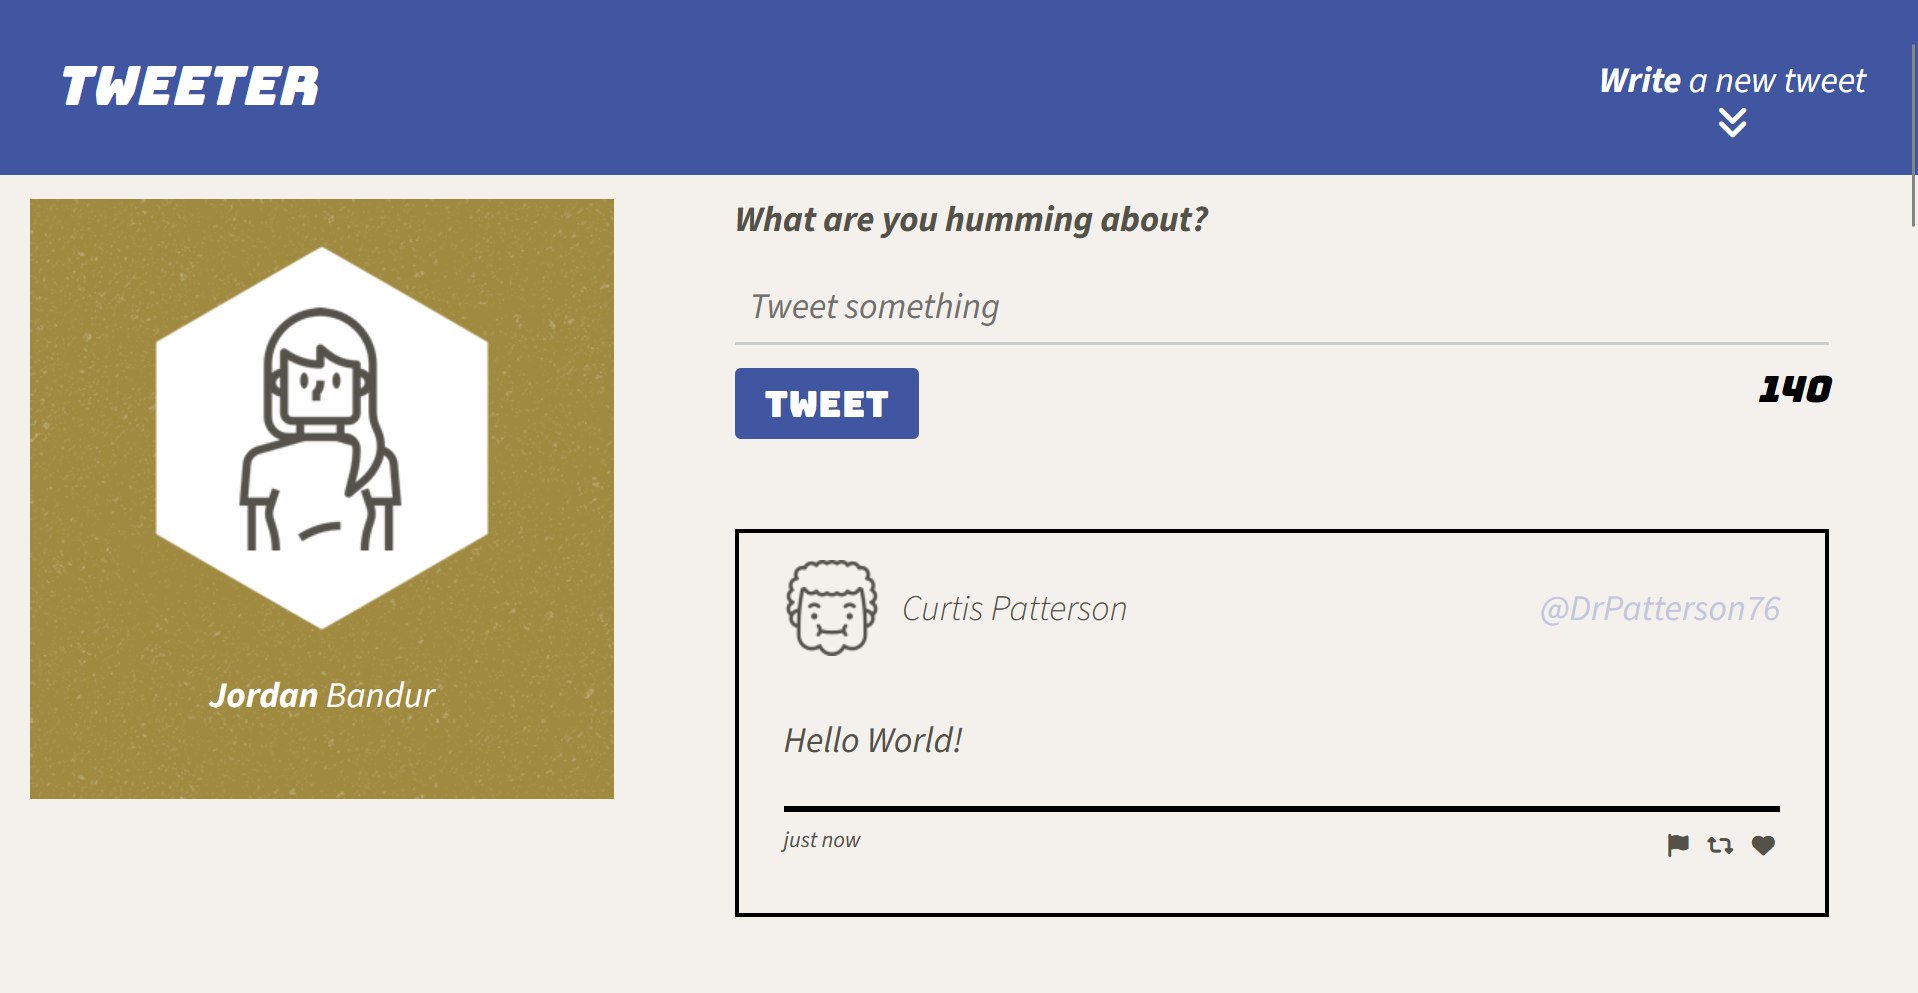 TWEETER
Write a new tweet
Jordan Bandur
What are you humming about?
Tweet something
TWEET
140
Curtis Patterson
@DrPatterson76
Hello World!
just now